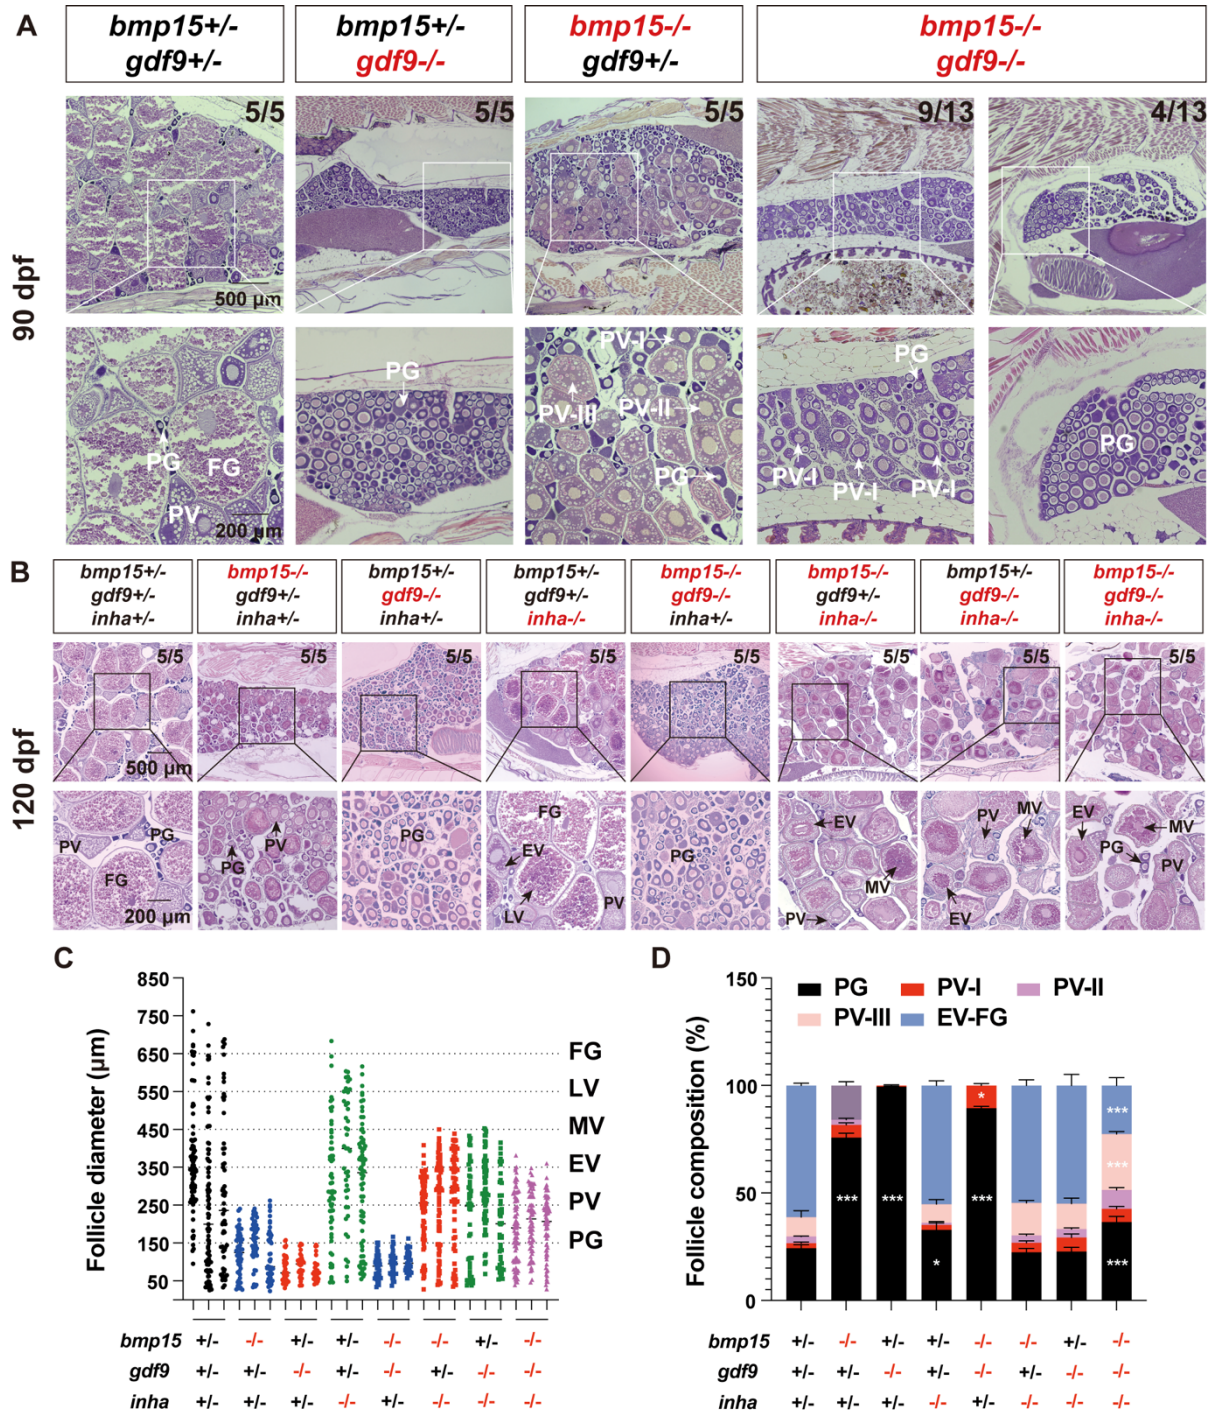 A
bmp15+/-
gdf9+/-
bmp15+/-
gdf9-/-
bmp15-/-
gdf9+/-
bmp15-/-
gdf9-/-
90 dpf
5/5
5/5
5/5
9/13
4/13
500 µm
PG
FG
PV
200 µm
PG
PV-I
PV-III
PV-II
PG
PG
PV-I
PV-I
PV-I
PG
B
bmp15+/-
gdf9+/-
inha+/-
bmp15-/-
gdf9+/-
inha+/-
bmp15+/-
gdf9-/-
inha+/-
bmp15+/-
gdf9+/-
inha-/-
bmp15-/-
gdf9-/-
inha+/-
bmp15-/-
gdf9+/-
inha-/-
bmp15+/-
gdf9-/-
inha-/-
bmp15-/-
gdf9-/-
inha-/-
120 dpf
5/5
5/5
5/5
5/5
5/5
5/5
5/5
5/5
500 µm
PV
PG
FG
200 µm
PV
PG
PG
FG
EV
LV
PV
PG
EV
MV
PV
PV
MV
EV
EV
MV
PG
PV
C
Follicle diameter (µm)
850
750
650
550
450
350
250
150
50
FG
LV
MV
EV
PV
PG
bmp15 +/- -/- +/- +/- -/- -/- +/- -/-
gdf9 +/- +/- -/- +/- -/- +/- -/- -/-
inha +/- +/- +/- -/- +/- -/- -/- -/-
D
Follicle composition (%)
150
100
50
0
PG PV-I PV-II
PV-III EV-FG
***
***
*
***
*
***
***
***
bmp15 +/- -/- +/- +/- -/- -/- +/- -/-
gdf9 +/- +/- -/- +/- -/- +/- -/- -/-
inha +/- +/- +/- -/- +/- -/- -/- -/-